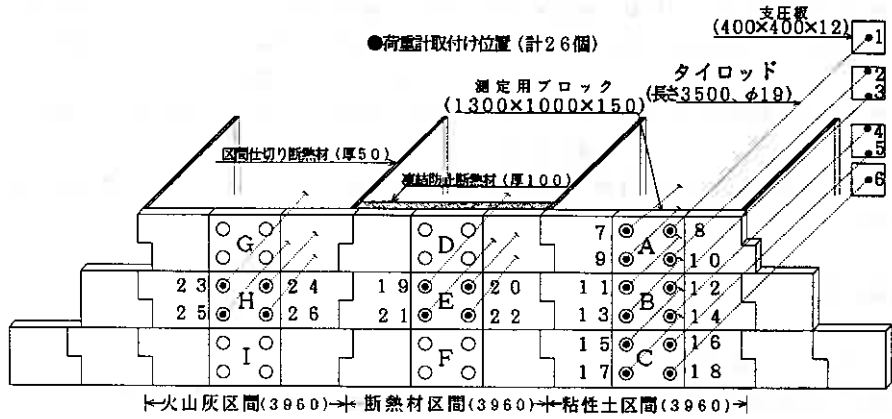 支圧板
(400×400×12)
1
●荷重計取付け位置(計26個)
2
タイロッド
3
測定用ブロック
(長さ3500、φ19)
(1300×1000×150)
4
5
区間仕切り断熱材(厚50)
6
凍結防止断熱材(厚100)
G D 7 A 8
9 10
23 H 24 19 E 20 11 B 12
25 26 21 22 13 14
I F 15 C 16
17 18
火山灰区間(3960) 断熱材区間(3960) 粘性土区間(3960)